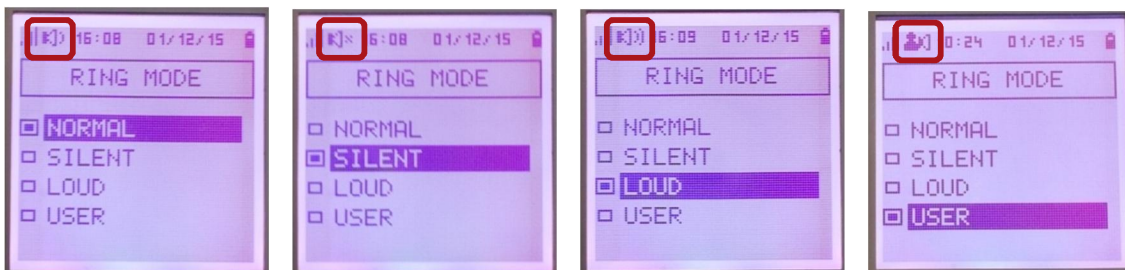 16:08 01/12/15
RING MODE
NORMAL
SILENT
LOUD
USER
6:08 01/12/15
RING MODE
NORMAL
SILENT
LOUD
USER
6:09 01/12/15
RING MODE
NORMAL
SILENT
LOUD
USER
0:24 01/12/15
RING MODE
NORMAL
SILENT
LOUD
USER